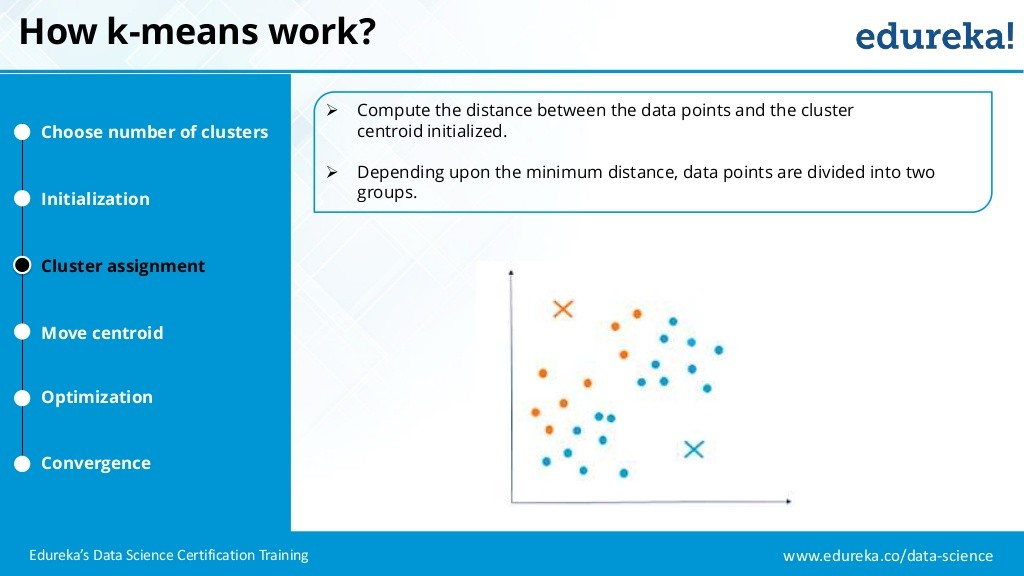 How k-means work?
edureka!
Choose number of clusters
Initialization
Cluster assignment
Move centroid
Optimization
Convergence
➢ Compute the distance between the data points and the cluster
centroid initialized.
➢ Depending upon the minimum distance, data points are divided into two
groups.
Edureka’s Data Science Certification Training
www.edureka.co/data-science